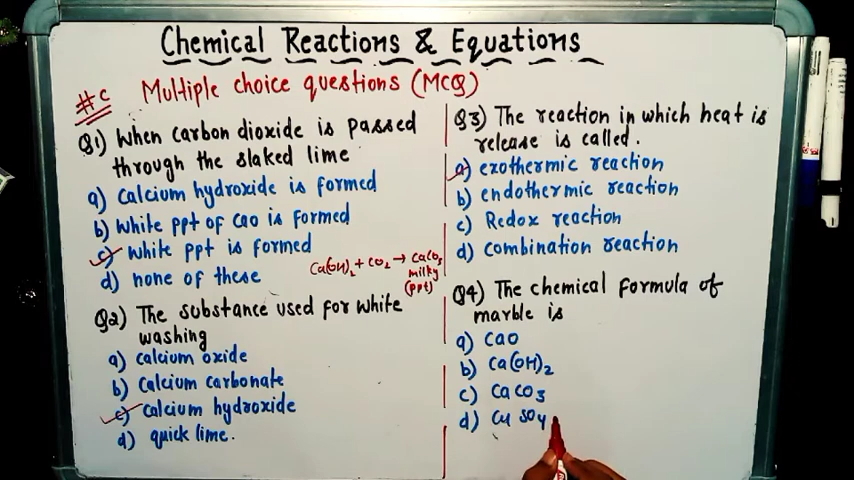 Chemical Reactions & Equations
#C Multiple choice questions (MCQ)
Q1) When carbon dioxide is passed
through the slaked lime
a) calcium hydroxide is formed
b) white ppt of cao is formed
c) white ppt is formed
d) none of these
Ca(OH)2 + CO2 → CaCO3
milky
(ppt)
Q2) The substance used for white
washing
a) calcium oxide
b) calcium carbonate
c) calcium hydroxide
d) quick lime.
Q3) The reaction in which heat is
release is called.
a) exothermic reaction
b) endothermic reaction
c) Redox reaction
d) combination reaction
Q4) The chemical formula of
marble is
a) CaO
b) Ca(OH)2
c) CaCO3
d) CuSO4